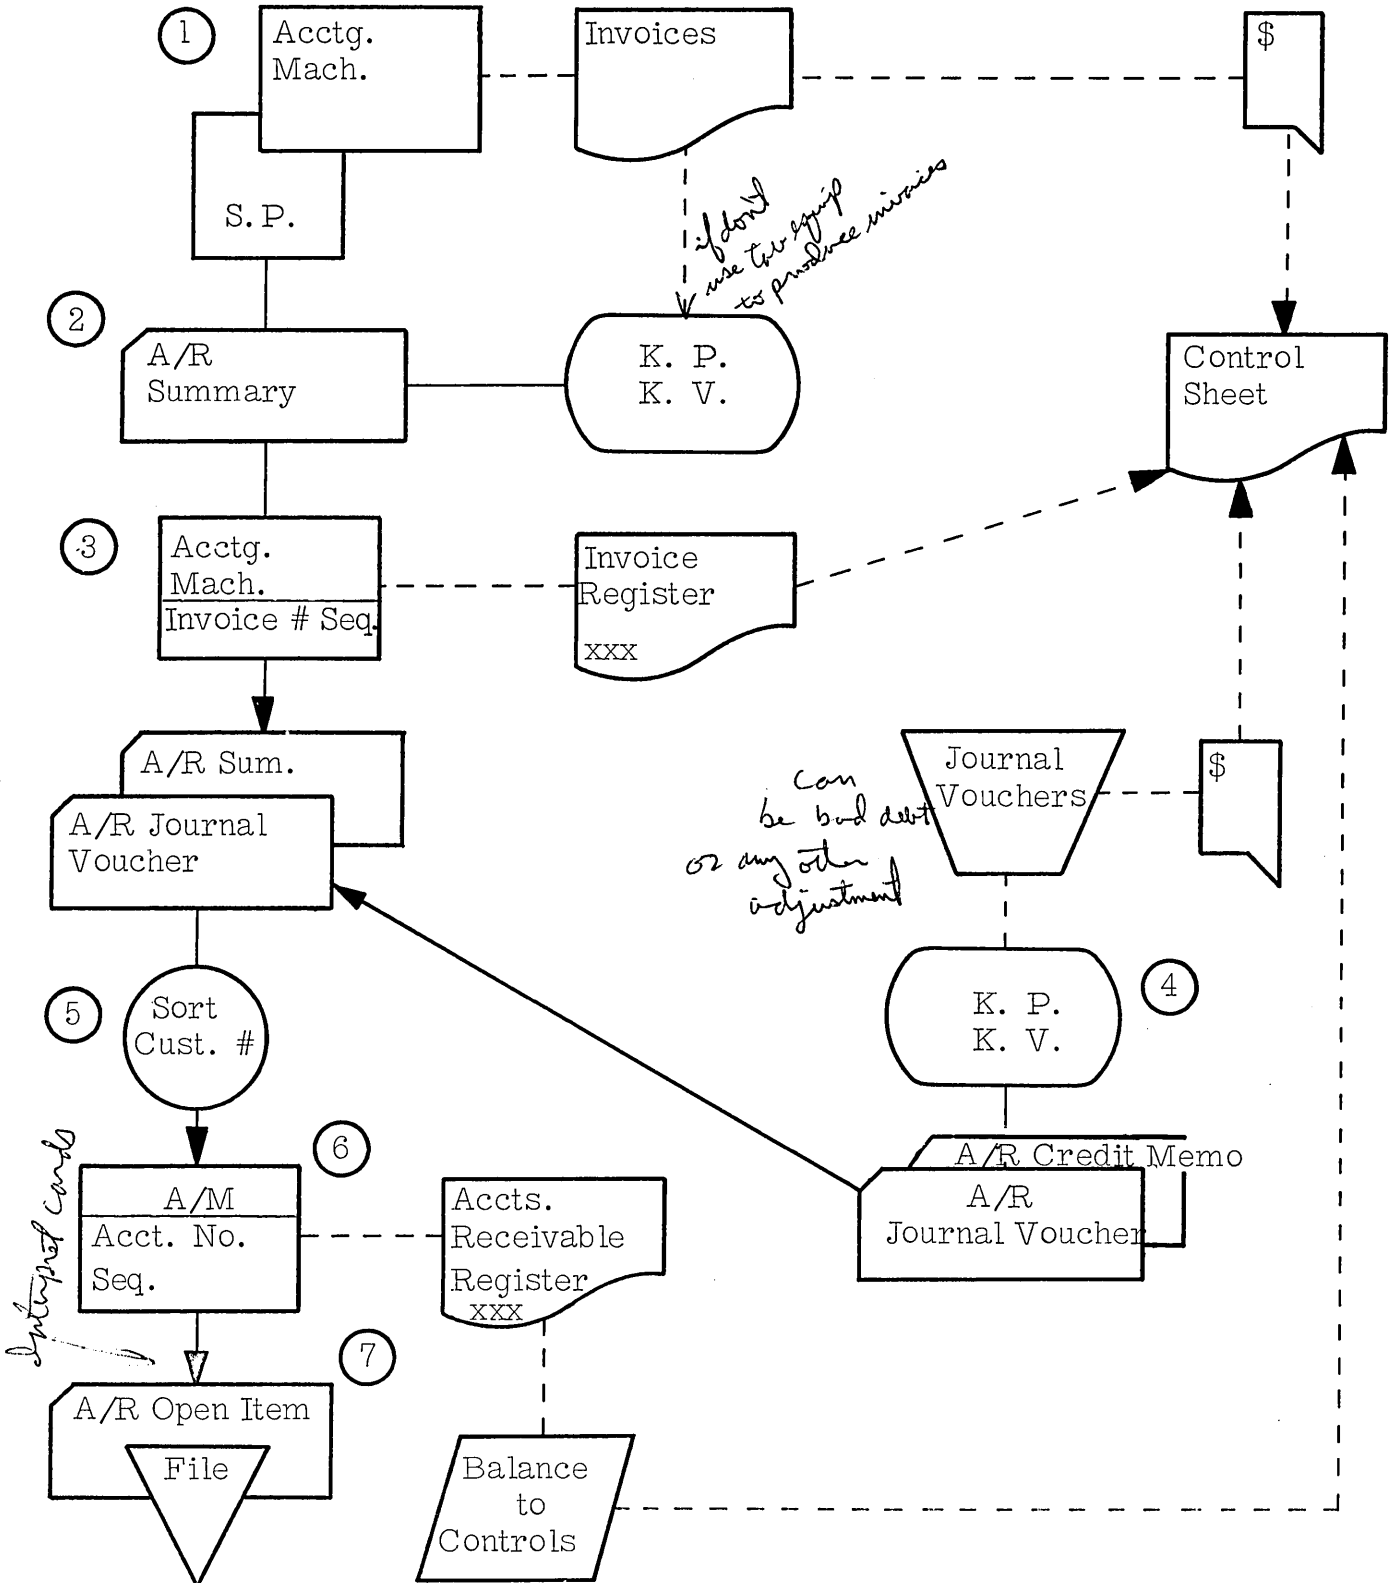 1
Acctg.
Mach.
Invoices
$
S.P.
if don't
use tab equip
to produce invoices
2
A/R
Summary
K. P.
K. V.
Control
Sheet
3
Acctg.
Mach.
Invoice # Seq.
Invoice
Register
xxx
A/R Sum.
A/R Journal
Voucher
Journal
Vouchers
$
can
be bad debt
or any other
adjustment
5
Sort
Cust. #
K. P.
K. V.
4
6
A/M
Acct. No.
Seq.
Interpret cards
Accts.
Receivable
Register
xxx
A/R Credit Memo
A/R
Journal Voucher
7
A/R Open Item
File
Balance
to
Controls